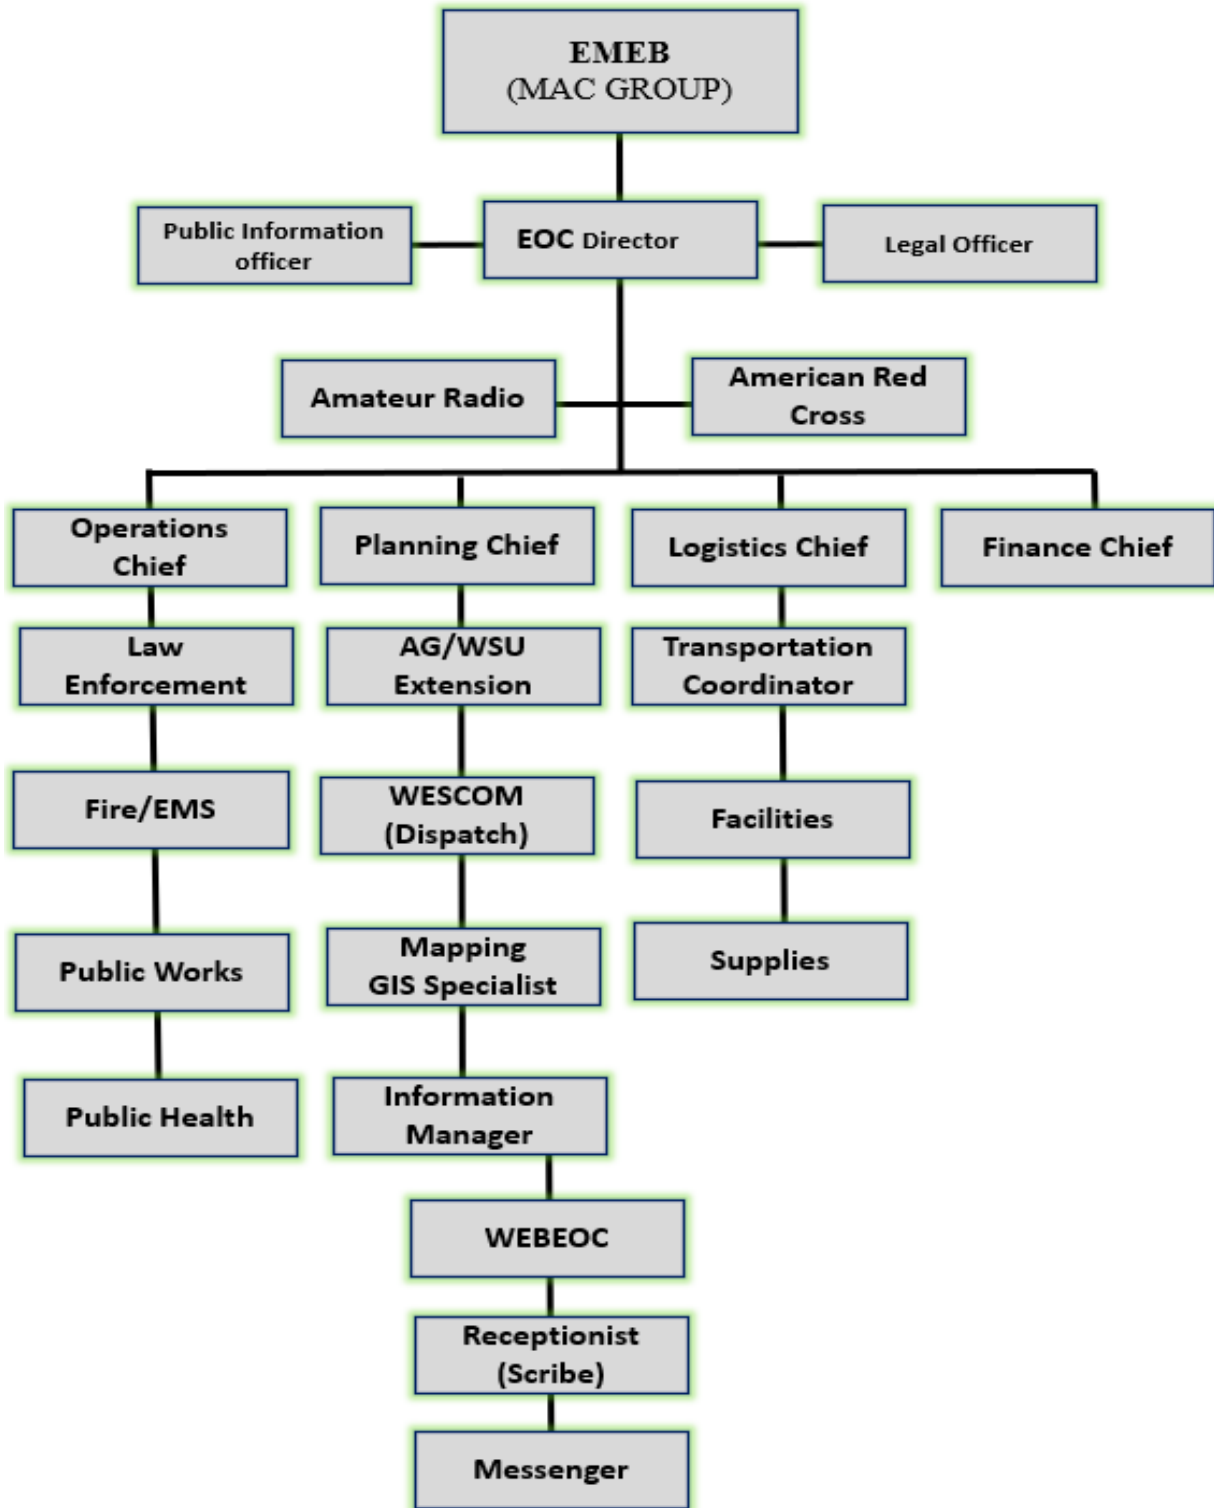 EMEB
(MAC GROUP)
Public Information
officer
EOC Director
Legal Officer
Amateur Radio
American Red
Cross
Operations
Chief
Planning Chief
Logistics Chief
Finance Chief
Law
Enforcement
AG/WSU
Extension
Transportation
Coordinator
Fire/EMS
WESCOM
(Dispatch)
Facilities
Public Works
Mapping
GIS Specialist
Supplies
Public Health
Information
Manager
WEBEOC
Receptionist
(Scribe)
Messenger